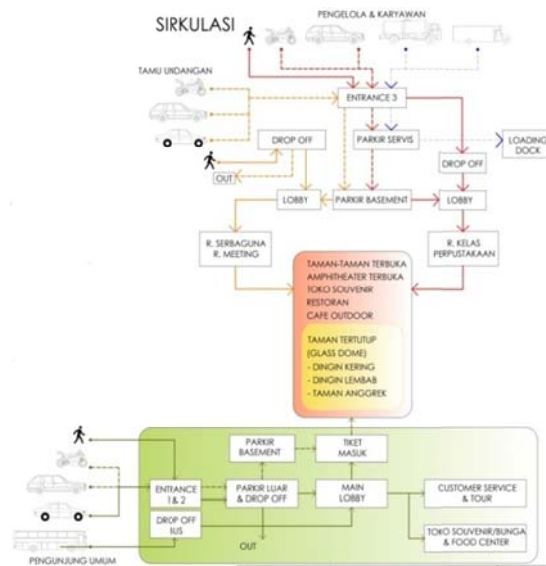 SIRKULASI
PENGELOLA & KARYAWAN
TAMU UNDANGAN
ENTRANCE 3
DROP OFF
PARKIR SERVIS
LOADING
DOCK
OUT
DROP OFF
LOBBY
PARKIR BASEMENT
LOBBY
R. SERBAGUNA
R. MEETING
R. KELAS
PERPUSTAKAAN
TAMAN-TAMAN TERBUKA
AMPHITHEATER TERBUKA
TOKO SOUVENIR
RESTORAN
CAFE OUTDOOR
TAMAN TERTUTUP
(GLASS DOME)
- DINGIN KERING
- DINGIN LEMBAB
- TAMAN ANGGREK
PARKIR
BASEMENT
TIKET
MASUK
ENTRANCE
1 & 2
PARKIR LUAR
& DROP OFF
MAIN
LOBBY
CUSTOMER SERVICE
& TOUR
DROP OFF
BUS
OUT
TOKO SOUVENIR/BUNGA
& FOOD CENTER
PENGUNJUNG UMUM